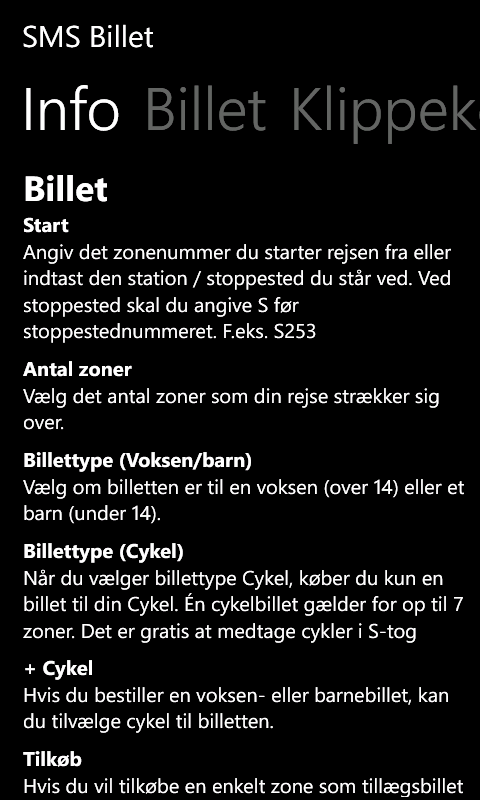 SMS Billet
Info Billet Klippek
Billet
Start
Angiv det zonenummer du starter rejsen fra eller
indtast den station / stoppested du står ved. Ved
stoppested skal du angive S før
stoppestednummeret. F.eks. S253
Antal zoner
Vælg det antal zoner som din rejse strækker sig
over.
Billettype (Voksen/barn)
Vælg om billetten er til en voksen (over 14) eller et
barn (under 14).
Billettype (Cykel)
Når du vælger billettype Cykel, køber du kun en
billet til din Cykel. Én cykelbillet gælder for op til 7
zoner. Det er gratis at medtage cykler i S-tog
+ Cykel
Hvis du bestiller en voksen- eller barnebillet, kan
du tilvælge cykel til billetten.
Tilkøb
Hvis du vil tilkøbe en enkelt zone som tillægsbillet